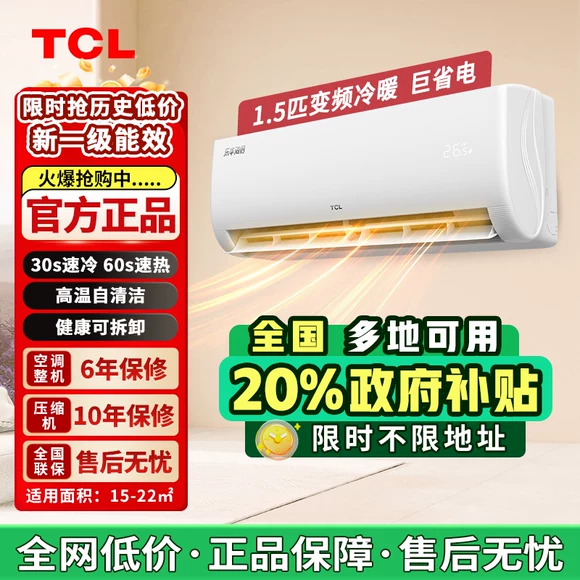 TCL
限时抢历史低价
新一级能效
火爆抢购中.....
官方正品
30s速冷 60s速热
高温自清洁
健康可拆卸
空调整机
6年保修
压缩机
10年保修
全国联保
售后无忧
适用面积：15-22㎡
1.5匹变频冷暖 巨省电
26.5
TCL
全国 多地可用
20%政府补贴
限时不限地址
全网低价·正品保障·售后无忧